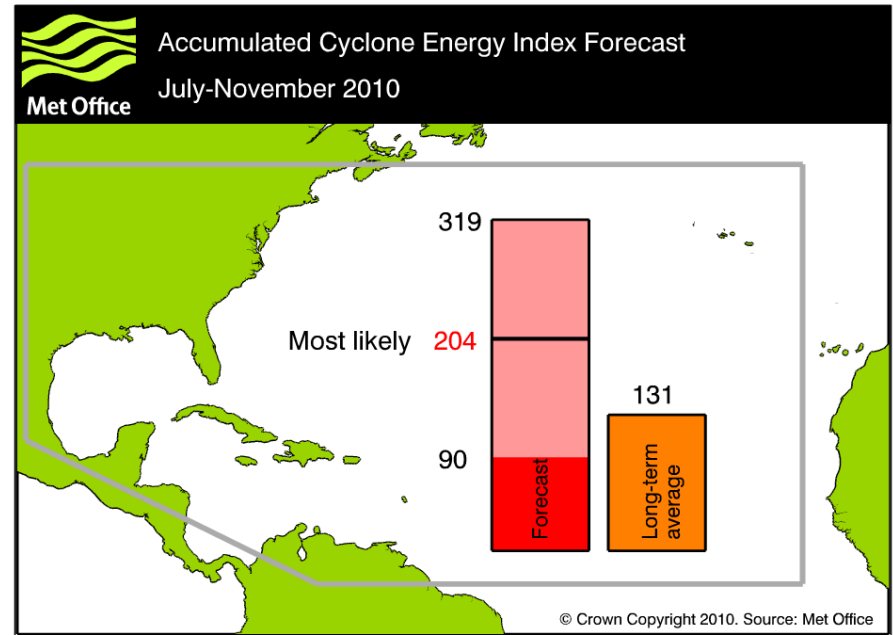 Met Office
Accumulated Cyclone Energy Index Forecast
July-November 2010
319
Most likely 204
90
131
Forecast
Long-term
average
© Crown Copyright 2010. Source: Met Office